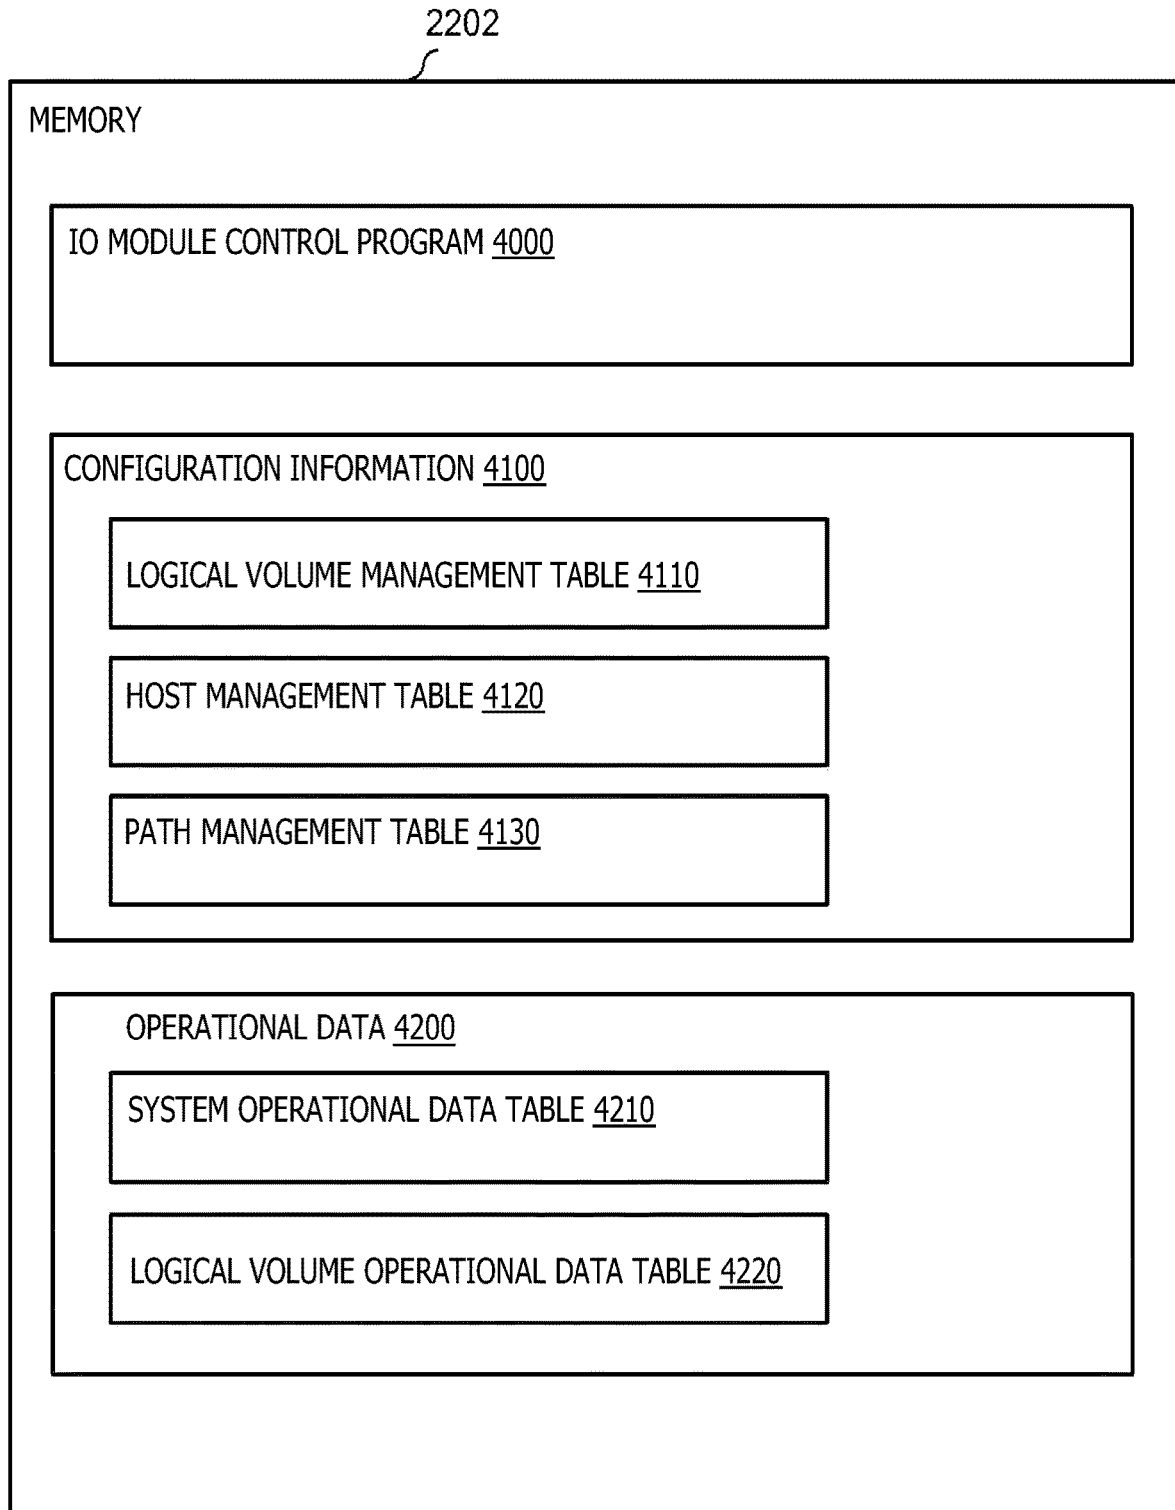 2202
MEMORY
IO MODULE CONTROL PROGRAM 4000
CONFIGURATION INFORMATION 4100
LOGICAL VOLUME MANAGEMENT TABLE 4110
HOST MANAGEMENT TABLE 4120
PATH MANAGEMENT TABLE 4130
OPERATIONAL DATA 4200
SYSTEM OPERATIONAL DATA TABLE 4210
LOGICAL VOLUME OPERATIONAL DATA TABLE 4220